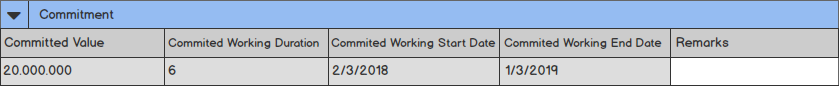 Commitment
Committed Value Commited Working Duration Commited Working Start Date Commited Working End Date Remarks
20.000.000 6 2/3/2018 1/3/2019